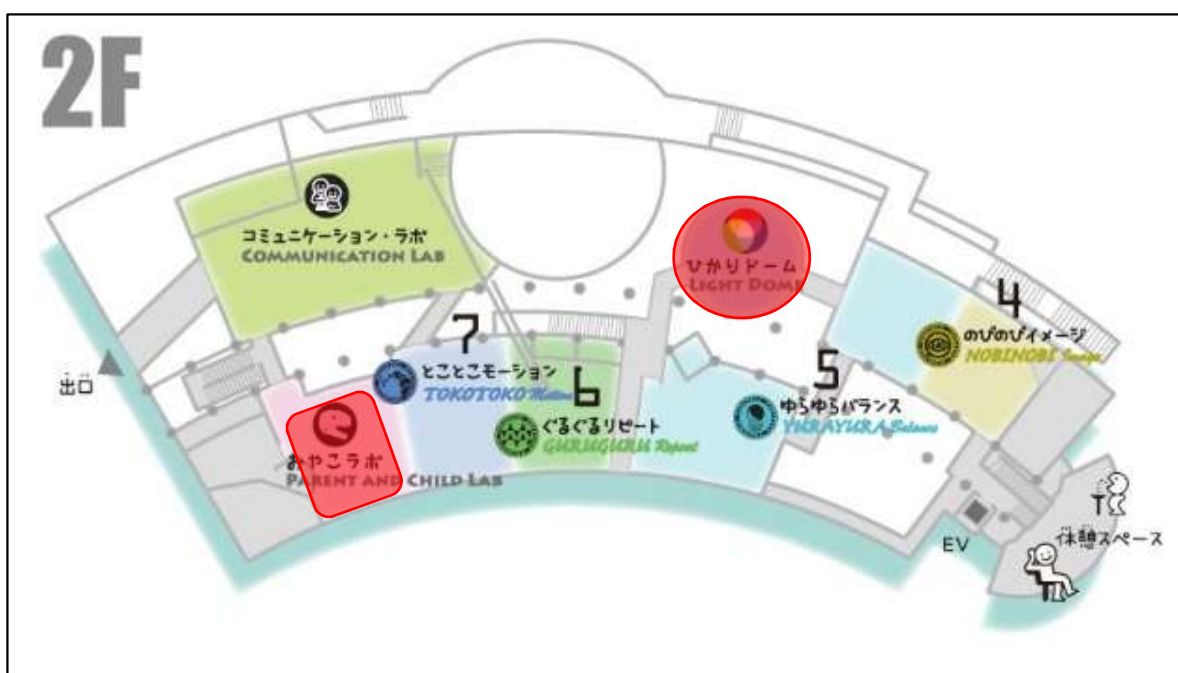 2F
コミュニケーション・ラボ
COMMUNICATION LAB
ひかりドーム
LIGHT DOME
4
のびのびイメージ
NOBINOBI Image
7
とことこモーション
TOKOTOKO Motion
6
ぐるぐるリピート
GURUGURU Repeat
5
ゆらゆらバランス
YURAYURA Balance
出口
おやこラボ
PARENT AND CHILD LAB
EV
休憩スペース